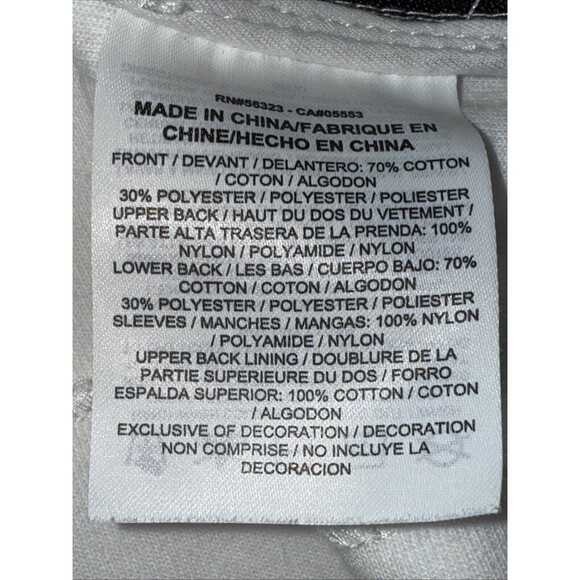 RN#56323 - CA#05553
MADE IN CHINA/FABRIQUE EN
CHINE/HECHO EN CHINA
FRONT / DEVANT / DELANTERO: 70% COTTON
/ COTON / ALGODON
30% POLYESTER / POLYESTER / POLIESTER
UPPER BACK / HAUT DU DOS DU VETEMENT /
PARTE ALTA TRASERA DE LA PRENDA: 100%
NYLON / POLYAMIDE / NYLON
LOWER BACK / LES BAS / CUERPO BAJO: 70%
COTTON / COTON / ALGODON
30% POLYESTER / POLYESTER / POLIESTER
SLEEVES / MANCHES / MANGAS: 100% NYLON
/ POLYAMIDE / NYLON
UPPER BACK LINING / DOUBLURE DE LA
PARTIE SUPERIEURE DU DOS / FORRO
ESPALDA SUPERIOR: 100% COTTON / COTON
/ ALGODON
EXCLUSIVE OF DECORATION / DECORATION
NON COMPRISE / NO INCLUYE LA
DECORACION